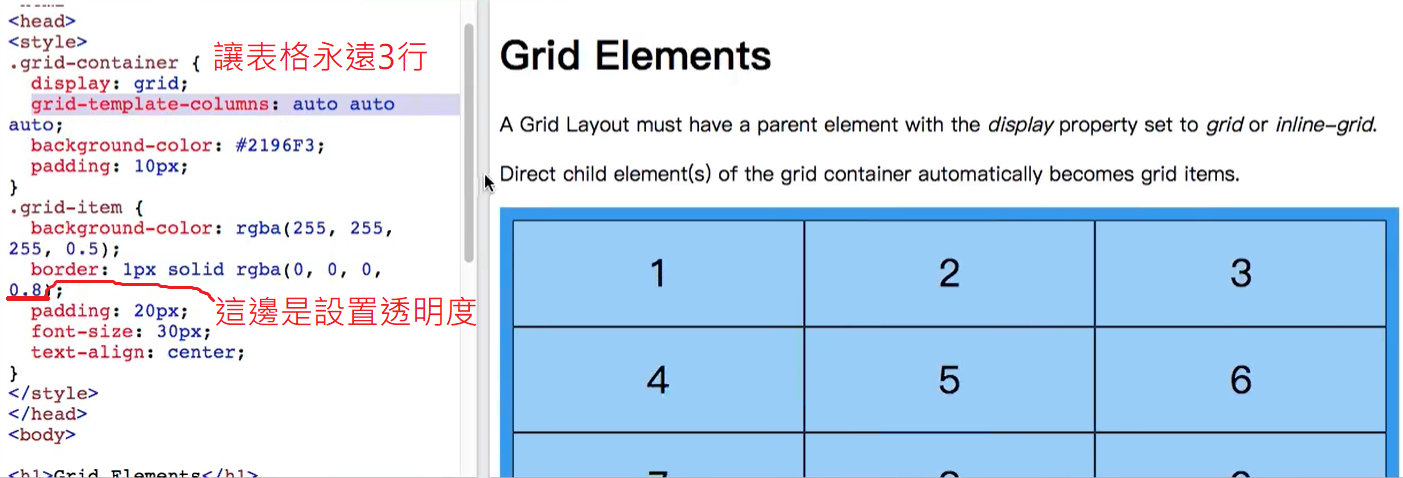 <head>
<style>
.grid-container { 讓表格永遠3行
display: grid;
grid-template-columns: auto auto
auto;
background-color: #2196F3;
padding: 10px;
}
.grid-item {
background-color: rgba(255, 255,
255, 0.5);
border: 1px solid rgba(0, 0, 0,
0.8);
padding: 20px; 這邊是設置透明度
font-size: 30px;
text-align: center;
}
</style>
</head>
<body>
<h1>Grid Elements</h1>
Grid Elements
A Grid Layout must have a parent element with the display property set to grid or inline-grid.
Direct child element(s) of the grid container automatically becomes grid items.
1 2 3
4 5 6